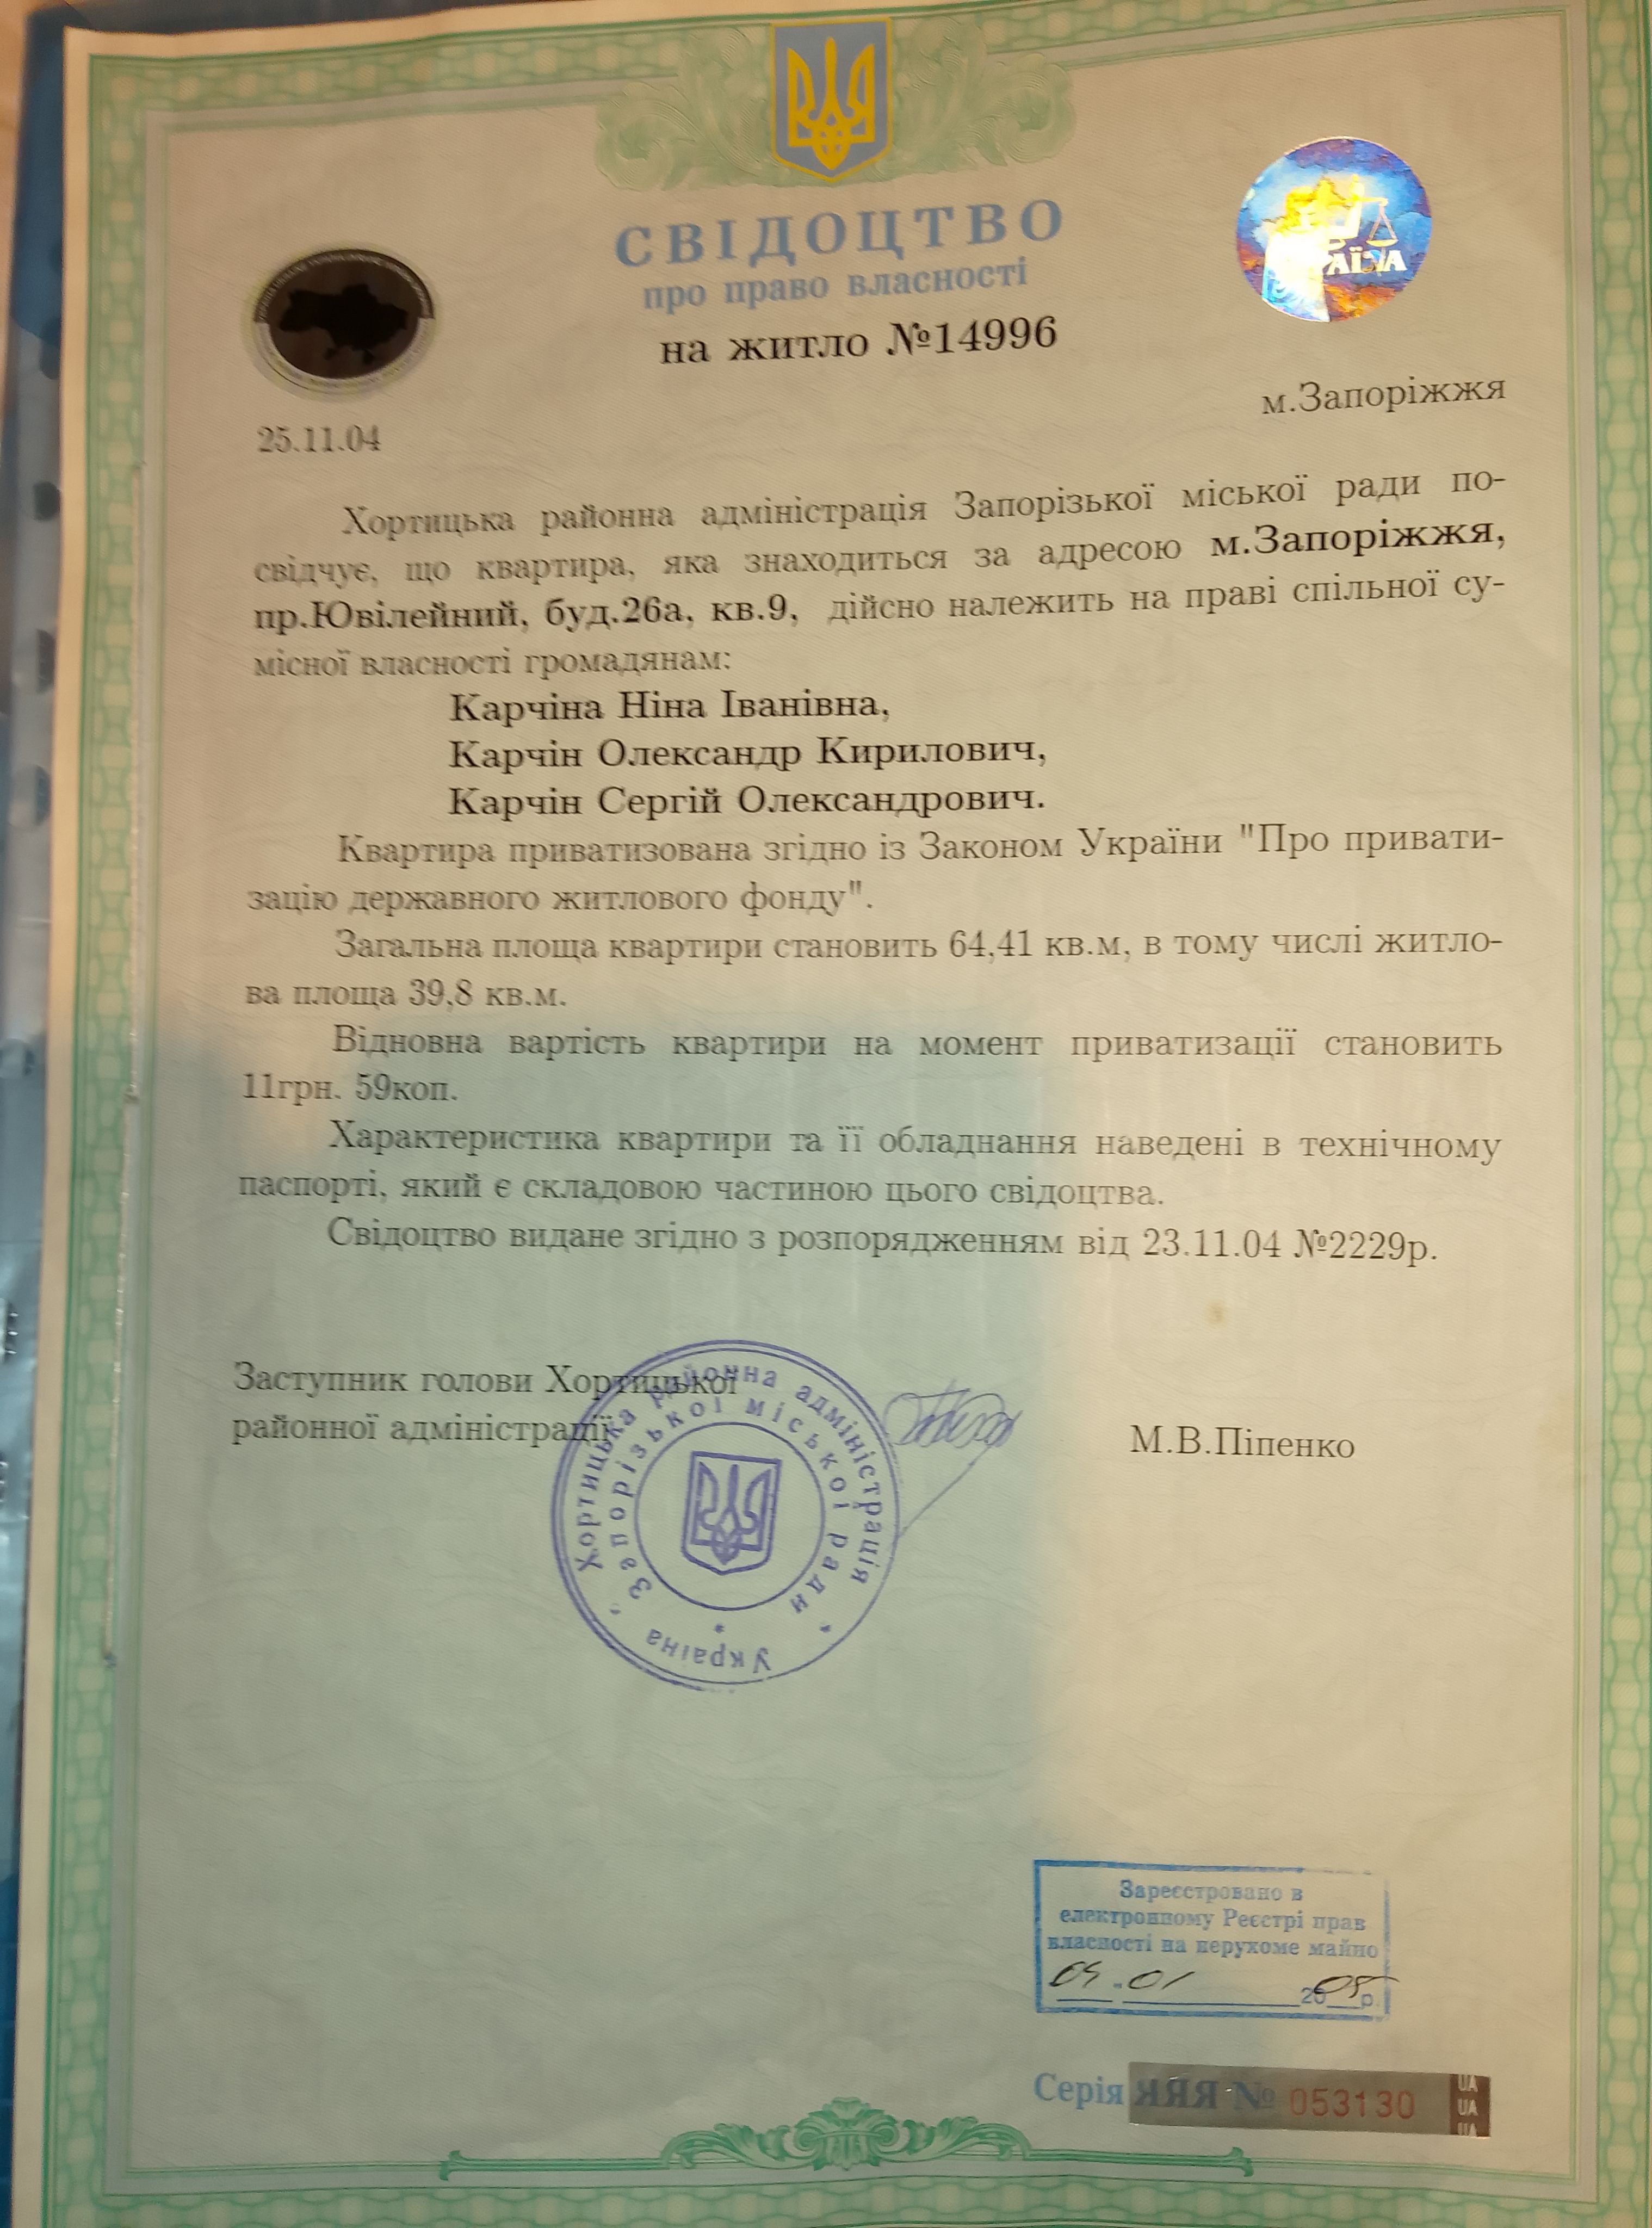 СВІДОЦТВО
про право власності
на житло №14996
м.Запоріжжя
25.11.04
Хортицька районна адміністрація Запорізької міської ради по-
свідчує, що квартира, яка знаходиться за адресою м.Запоріжжя,
пр.Ювілейний, буд.26а, кв.9, дійсно належить на праві спільної су-
місної власності громадянам:
Карчіна Ніна Іванівна,
Карчін Олександр Кирилович,
Карчін Сергій Олександрович.
Квартира приватизована згідно із Законом України "Про привати-
зацію державного житлового фонду".
Загальна площа квартири становить 64,41 кв.м, в тому числі житло-
ва площа 39,8 кв.м.
Відновна вартість квартири на момент приватизації становить
11грн. 59коп.
Характеристика квартири та її обладнання наведені в технічному
паспорті, який є складовою частиною цього свідоцтва.
Свідоцтво видане згідно з розпорядженням від 23.11.04 №2229р.
Заступник голови Хортицької
районної адміністрації
М.В.Піпенко
Хортицька районна адміністрація
Запорізької міської ради
Україна
Зареєстровано в
електронному Реєстрі прав
власності на нерухоме майно
01 2005р.
Серія ЯЯЯ № 053130
UA
UA
UA